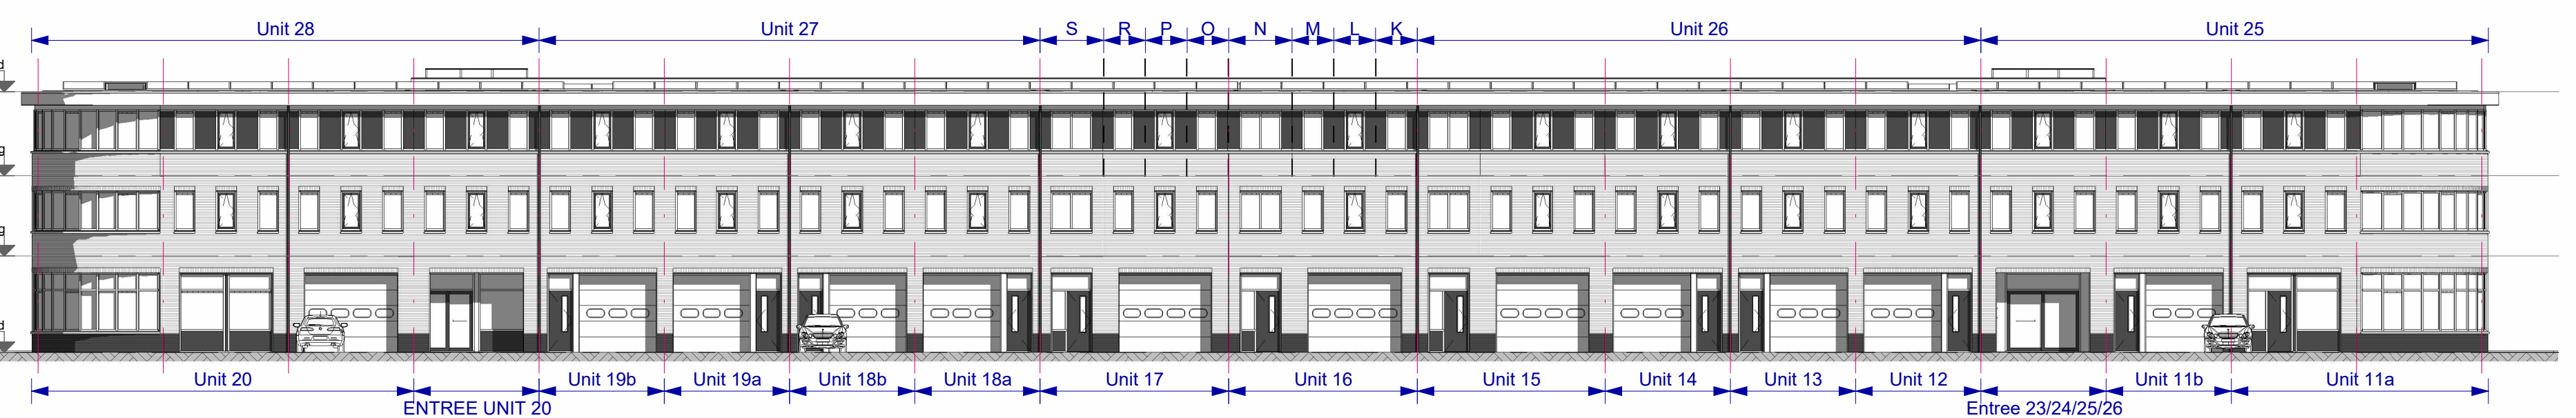 Unit 28 Unit 27 S R P O N M L K Unit 26 Unit 25
d
g
g
d
Unit 20 Unit 19b Unit 19a Unit 18b Unit 18a Unit 17 Unit 16 Unit 15 Unit 14 Unit 13 Unit 12 Unit 11b Unit 11a
ENTREE UNIT 20 Entree 23/24/25/26